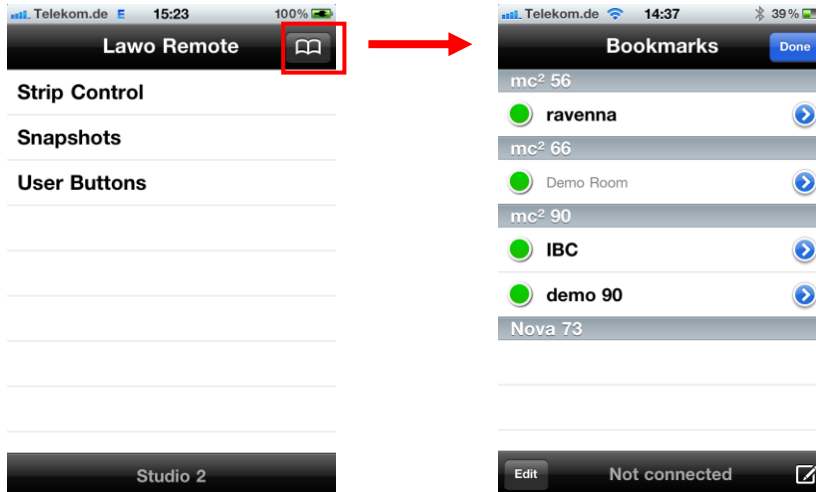 Telekom.de E 15:23 100%
Lawo Remote
Strip Control
Snapshots
User Buttons
Studio 2
Telekom.de 14:37 39%
Bookmarks Done
mc² 56
ravenna
mc² 66
Demo Room
mc² 90
IBC
demo 90
Nova 73
Edit Not connected